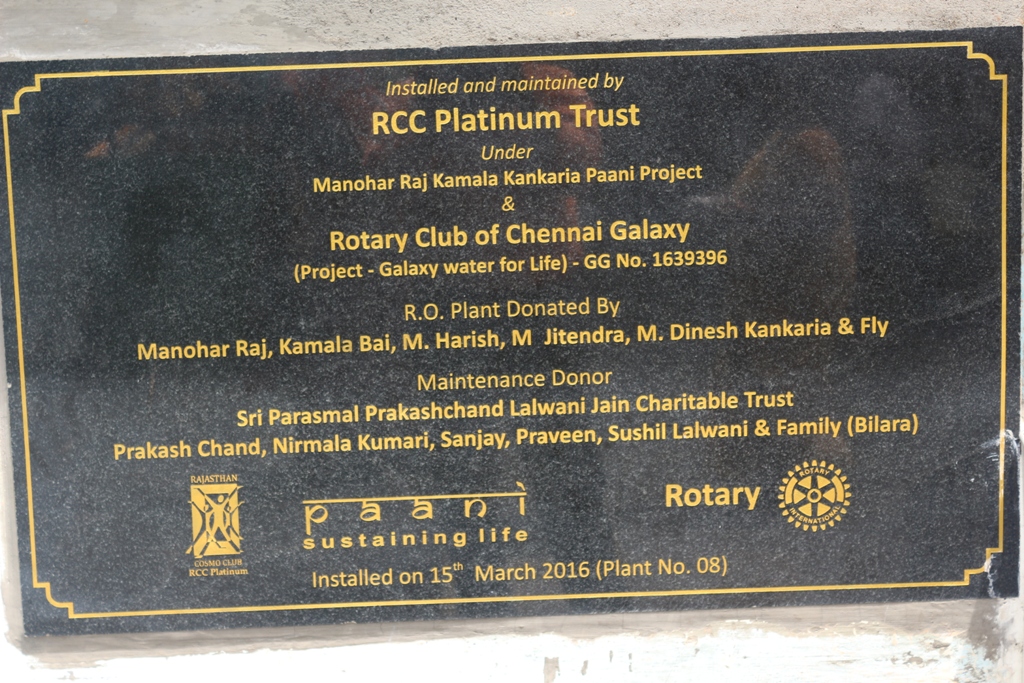 Installed and maintained by
RCC Platinum Trust
Under
Manohar Raj Kamala Kankaria Paani Project
&
Rotary Club of Chennai Galaxy
(Project - Galaxy water for Life) - GG No. 1639396
R.O. Plant Donated By
Manohar Raj, Kamala Bai, M. Harish, M Jitendra, M. Dinesh Kankaria & Fly
Maintenance Donor
Sri Parasmal Prakashchand Lalwani Jain Charitable Trust
Prakash Chand, Nirmala Kumari, Sanjay, Praveen, Sushil Lalwani & Family (Bilara)
RAJASTHAN
COSMO CLUB
RCC Platinum
paani
sustaining life
Rotary
ROTARY
INTERNATIONAL
Installed on 15th March 2016 (Plant No. 08)